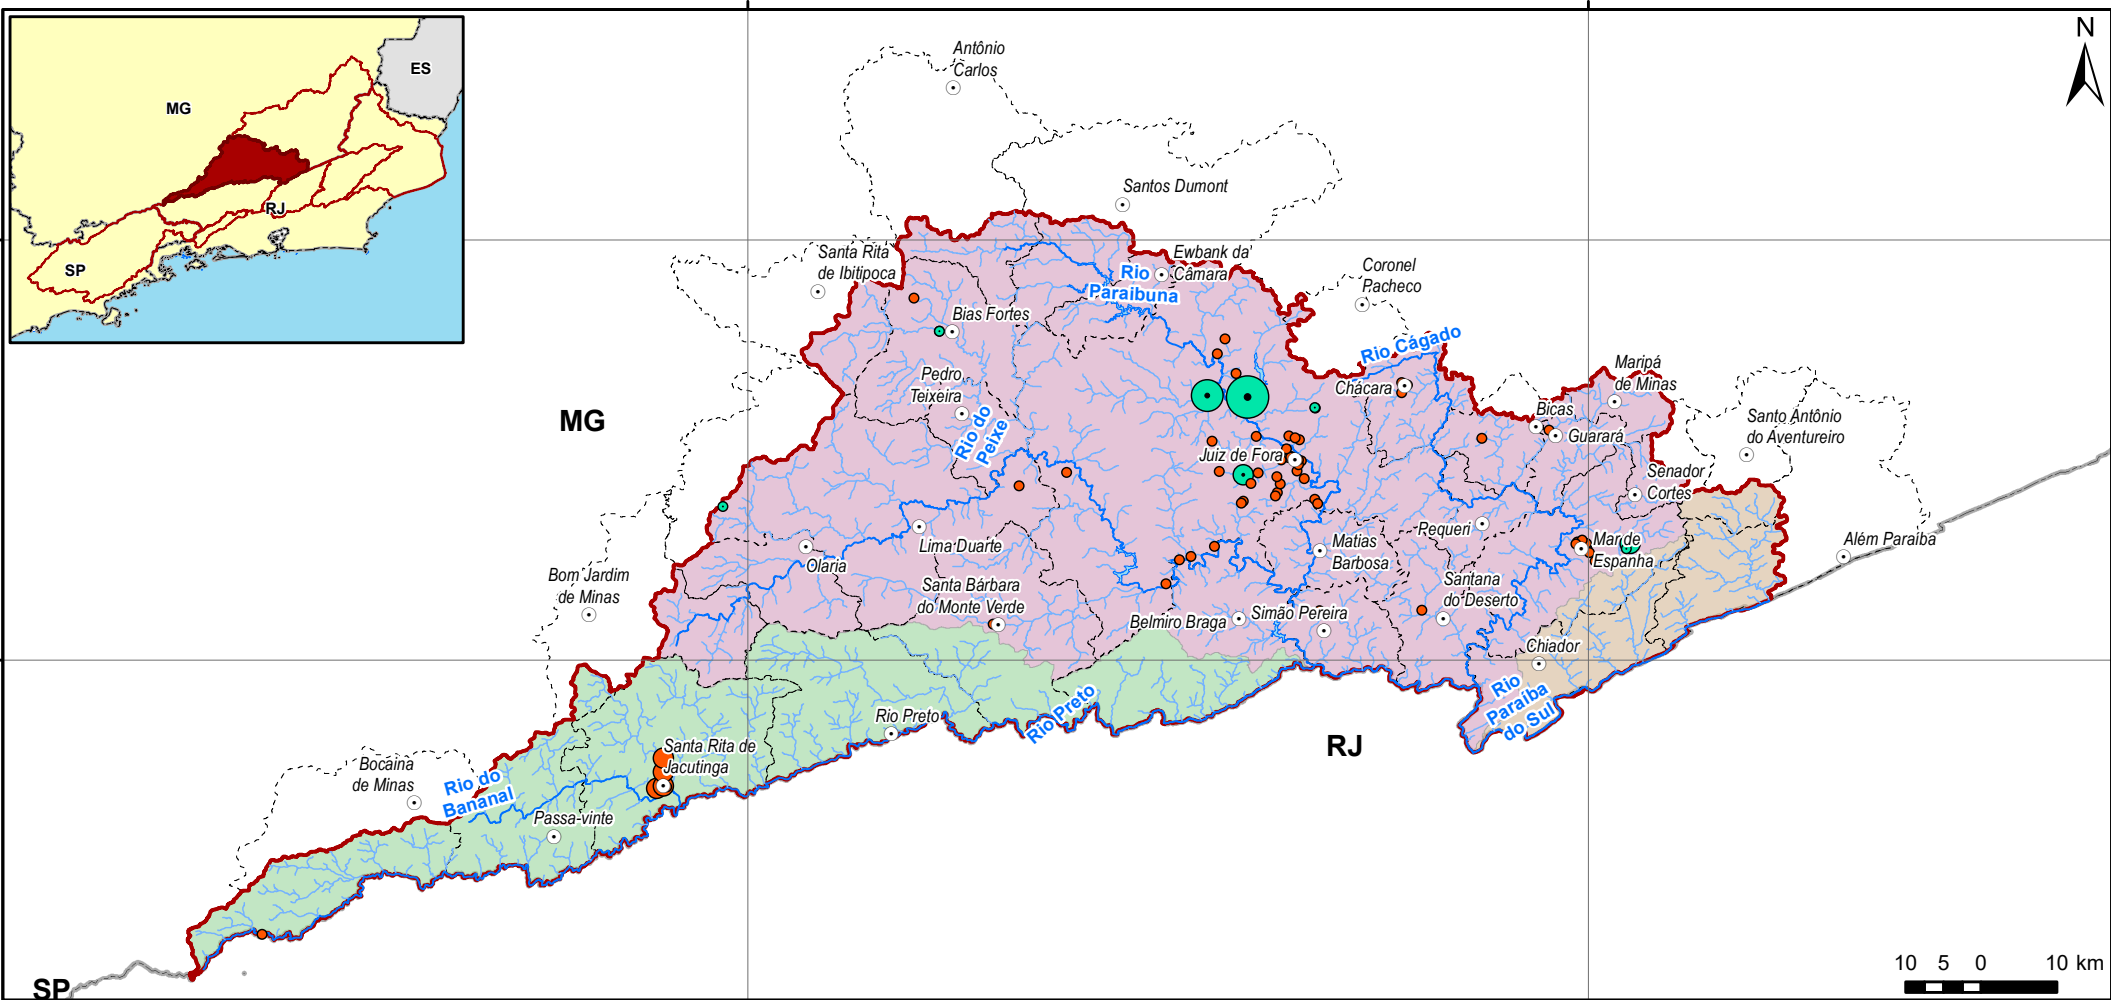 ES
MG
RJ
SP
N
Antônio
Carlos
Santos Dumont
Santa Rita
de Ibitipoca
Ewbank da
Câmara
Coronel
Pacheco
Rio
Paraibuna
Bias Fortes
Rio Cágado
Maripá
de Minas
Pedro
Teixeira
Chácara
MG
Rio do
Peixe
Bicas
Guarará
Santo Antônio
do Aventureiro
Juiz de Fora
Senador
Cortes
Lima Duarte
Olaria
Pequeri
Matias
Barbosa
Mar de
Espanha
Além Paraíba
Bom Jardim
de Minas
Santa Bárbara
do Monte Verde
Santana
do Deserto
Belmiro Braga
Simão Pereira
Chiador
Rio
Paraíba
do Sul
Rio Preto
Rio Preto
RJ
Santa Rita de
Jacutinga
Bocaina
de Minas
Rio do
Bananal
Passa-vinte
SP
10 5 0 10 km